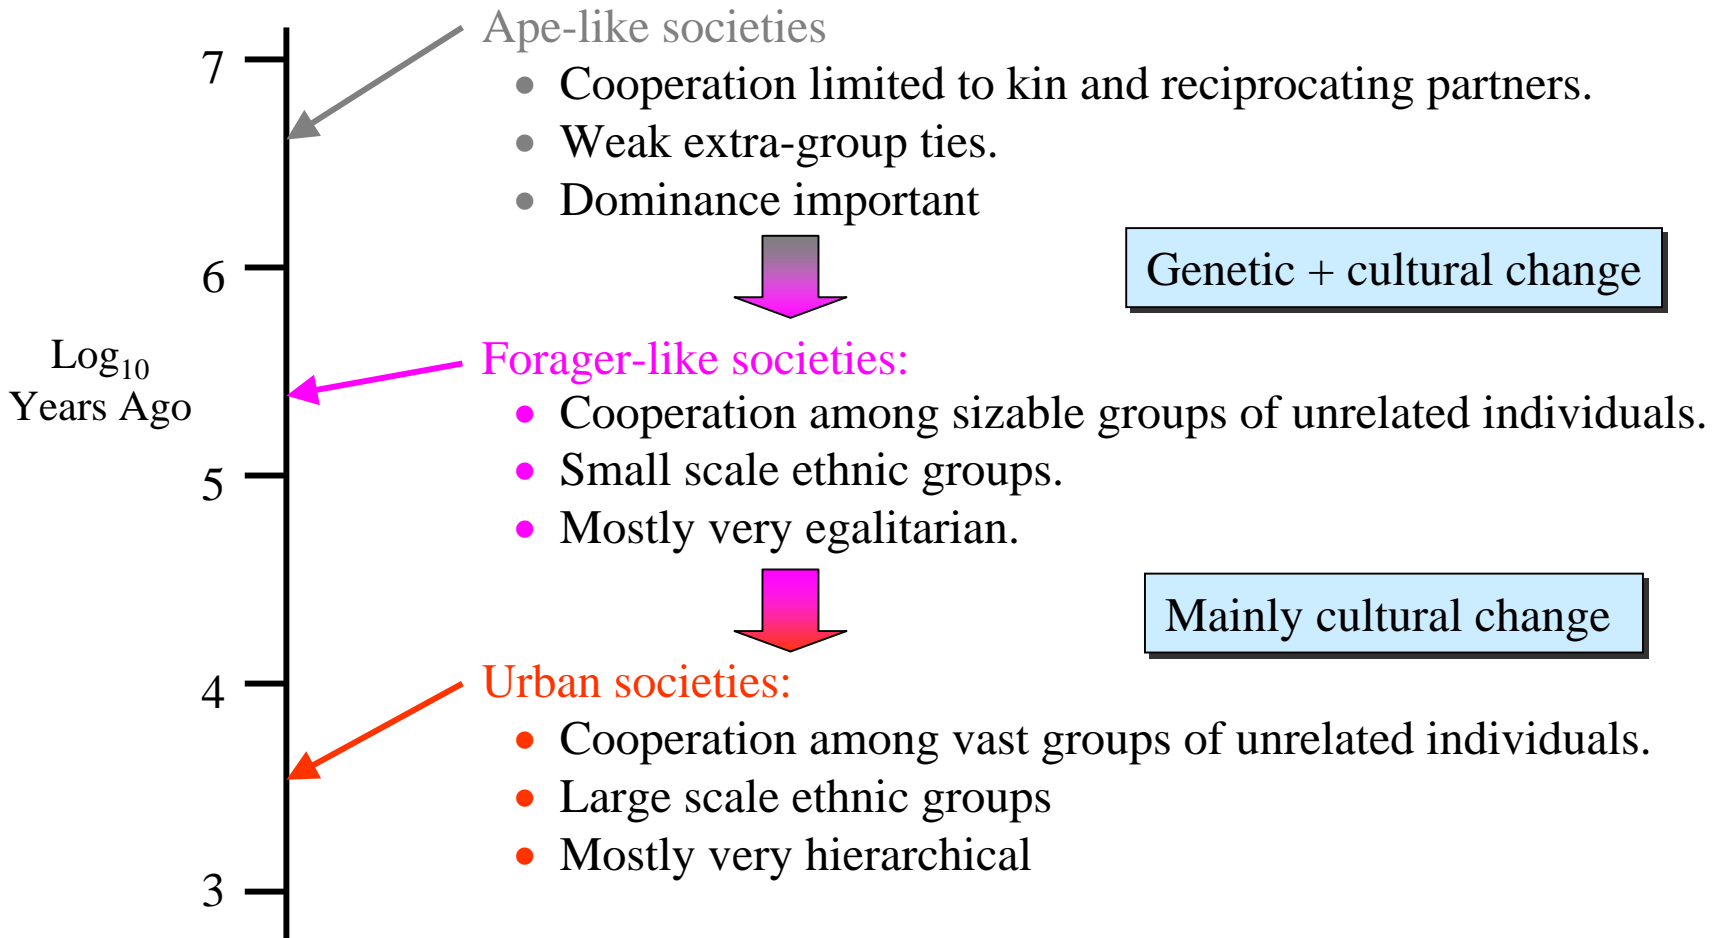 Ape-like societies
7
• Cooperation limited to kin and reciprocating partners.
• Weak extra-group ties.
• Dominance important
6
Genetic + cultural change
Log₁₀
Years Ago
Forager-like societies:
• Cooperation among sizable groups of unrelated individuals.
5
• Small scale ethnic groups.
• Mostly very egalitarian.
Mainly cultural change
4
Urban societies:
• Cooperation among vast groups of unrelated individuals.
• Large scale ethnic groups
• Mostly very hierarchical
3